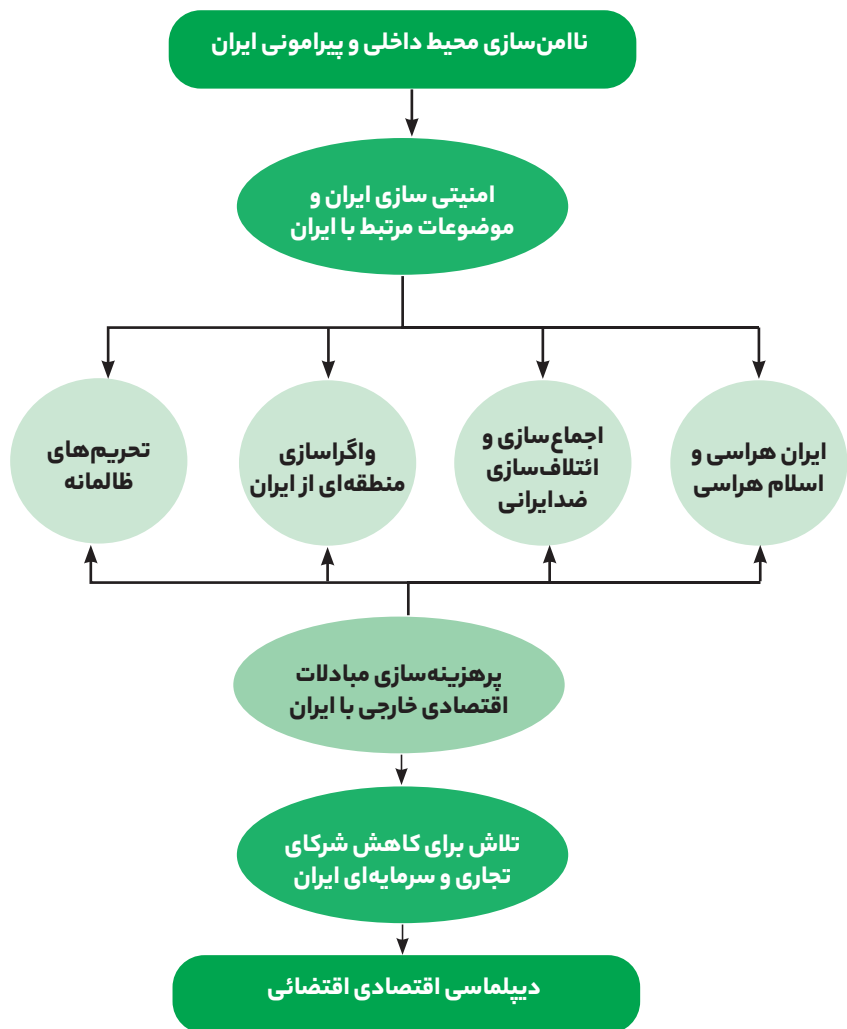 ناامن‌سازی محیط داخلی و پیرامونی ایران
امنیتی سازی ایران و
موضوعات مرتبط با ایران
ایران هراسی و
اسلام هراسی
اجماع‌سازی و
ائتلاف‌سازی
ضدایرانی
واگراسازی
منطقه‌ای از ایران
تحریم‌های
ظالمانه
پرهزینه‌سازی مبادلات
اقتصادی خارجی با ایران
تلاش برای کاهش شرکای
تجاری و سرمایه‌ای ایران
دیپلماسی اقتصادی اقتضائی